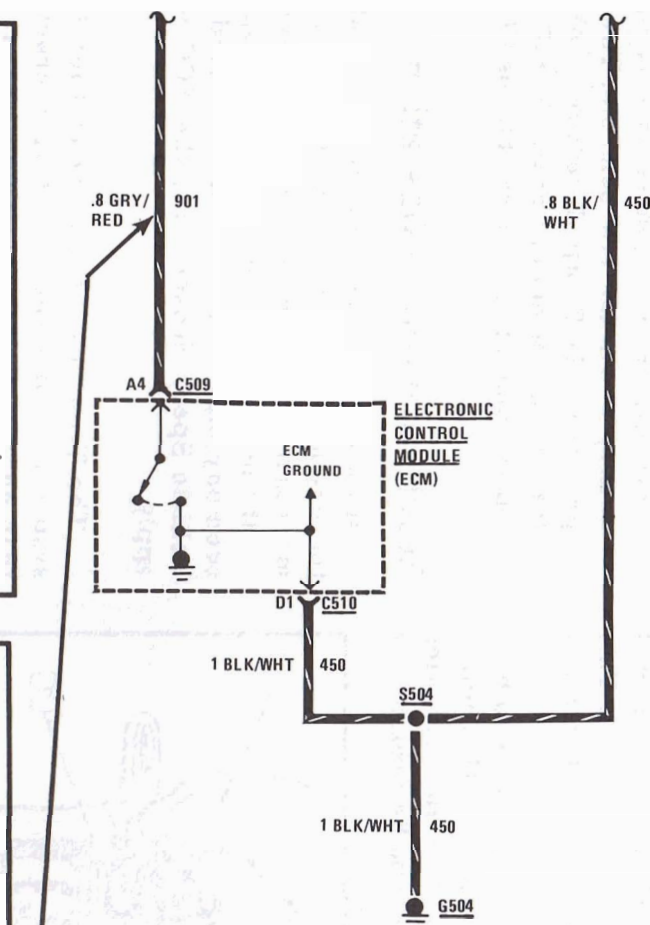 .8 GRY/ 901
RED
.8 BLK/ 450
WHT
A4 C509
ELECTRONIC
CONTROL
MODULE
(ECM)
ECM
GROUND
D1 C510
1 BLK/WHT 450
S504
1 BLK/WHT 450
G504